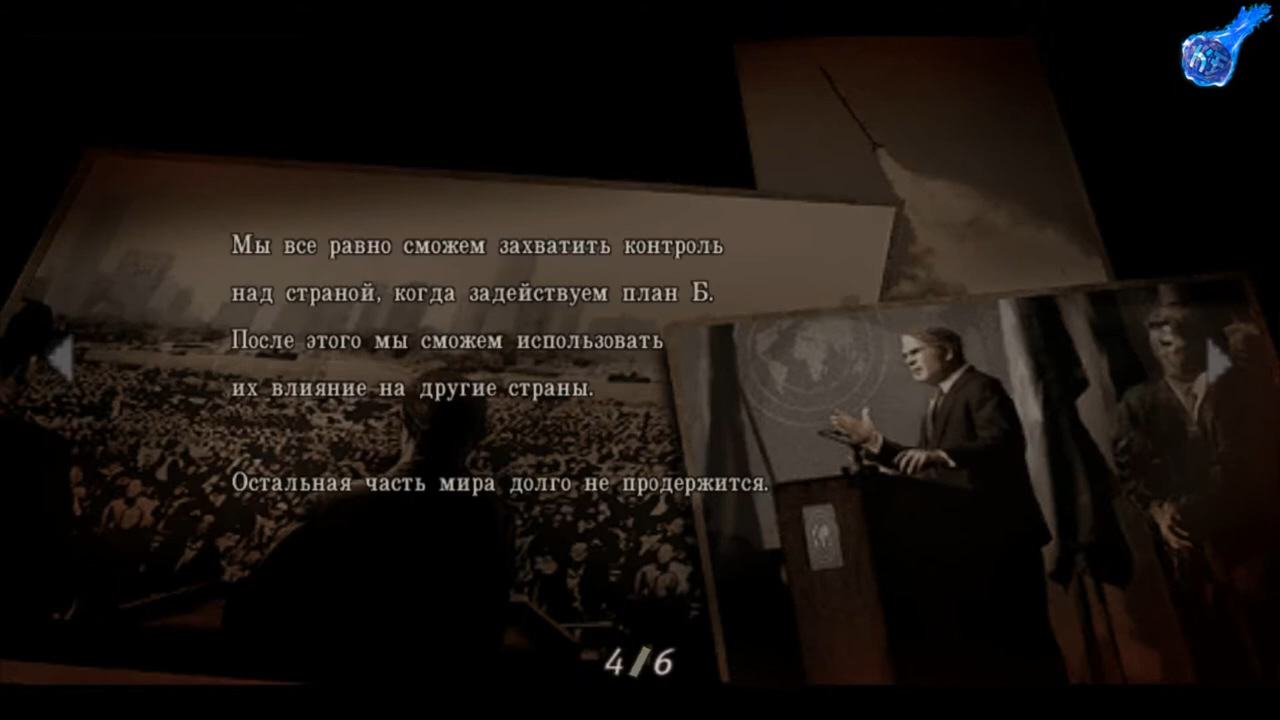 Мы все равно сможем захватить контроль
над страной, когда задействуем план Б.
После этого мы сможем использовать
их влияние на другие страны.
Остальная часть мира долго не продержится.
4/6